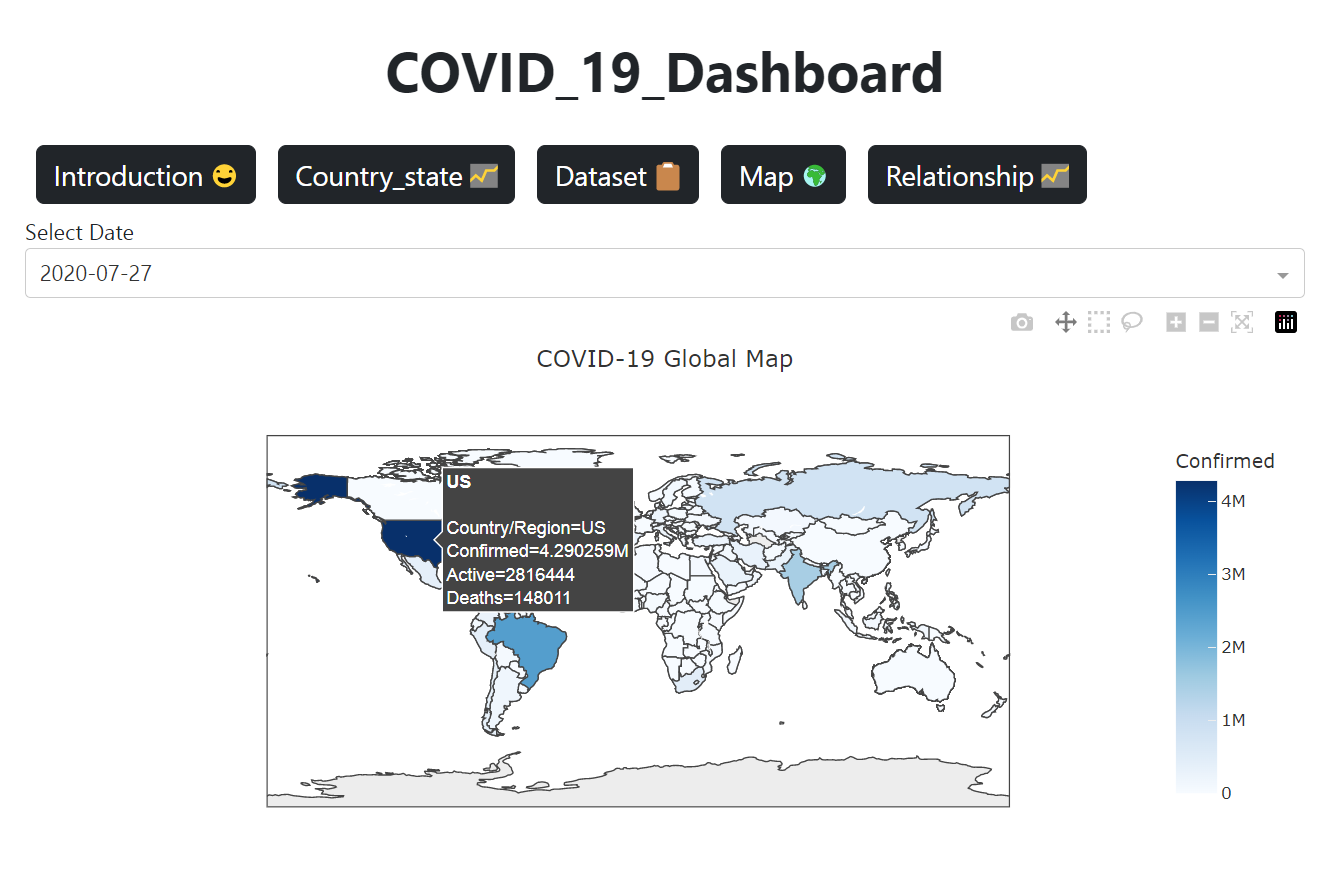 COVID_19_Dashboard
Introduction 😃
Country_state 📈
Dataset 📋
Map 🌍
Relationship 📈
Select Date
2020-07-27
COVID-19 Global Map
US
Country/Region=US
Confirmed=4.290259M
Active=2816444
Deaths=148011
Confirmed
4M
3M
2M
1M
0